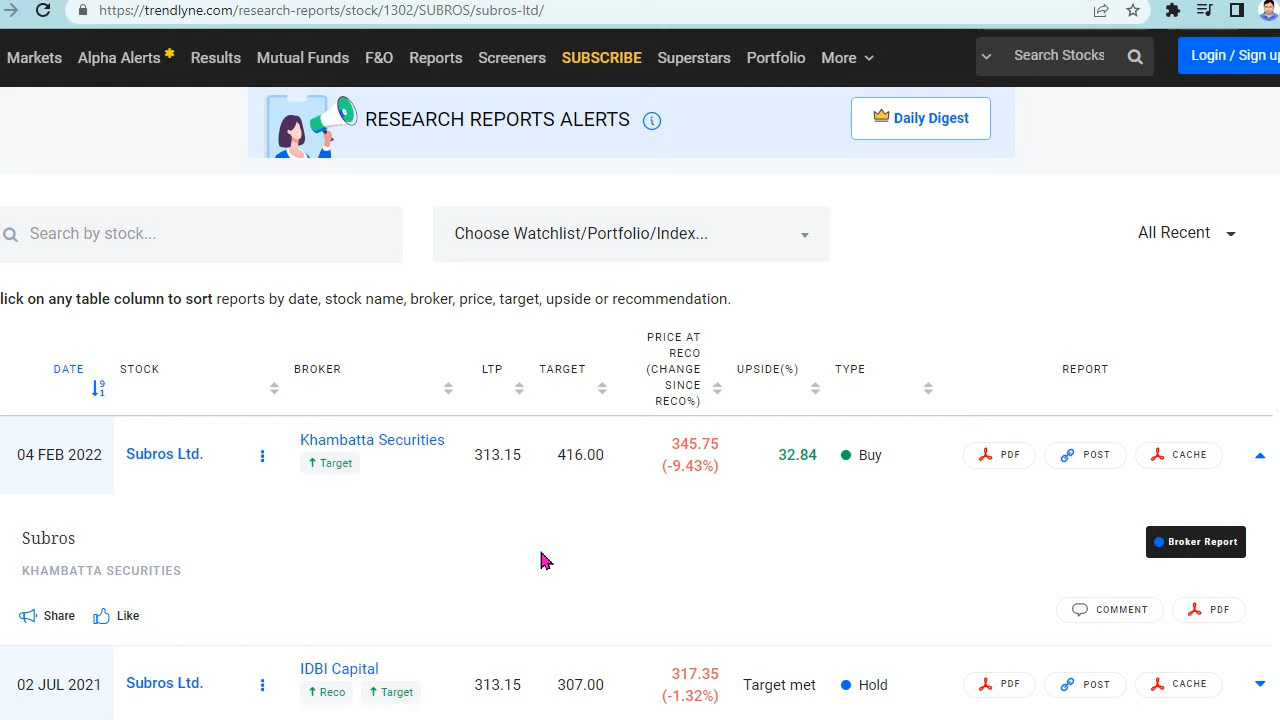 https://trendlyne.com/research-reports/stock/1302/SUBROS/subros-ltd/
Markets Alpha Alerts Results Mutual Funds F&O Reports Screeners SUBSCRIBE Superstars Portfolio More Search Stocks Login / Sign up
RESEARCH REPORTS ALERTS Daily Digest
Search by stock... Choose Watchlist/Portfolio/Index... All Recent
lick on any table column to sort reports by date, stock name, broker, price, target, upside or recommendation.
DATE STOCK BROKER LTP TARGET PRICE AT RECO (CHANGE SINCE RECO%) UPSIDE(%) TYPE REPORT
04 FEB 2022 Subros Ltd. Khambatta Securities 313.15 416.00 345.75 32.84 Buy PDF POST CACHE
↑ Target (-9.43%)
Subros Broker Report
KHAMBATTA SECURITIES
Share Like COMMENT PDF
02 JUL 2021 Subros Ltd. IDBI Capital 313.15 307.00 317.35 Target met Hold PDF POST CACHE
↑ Reco ↑ Target (-1.32%)